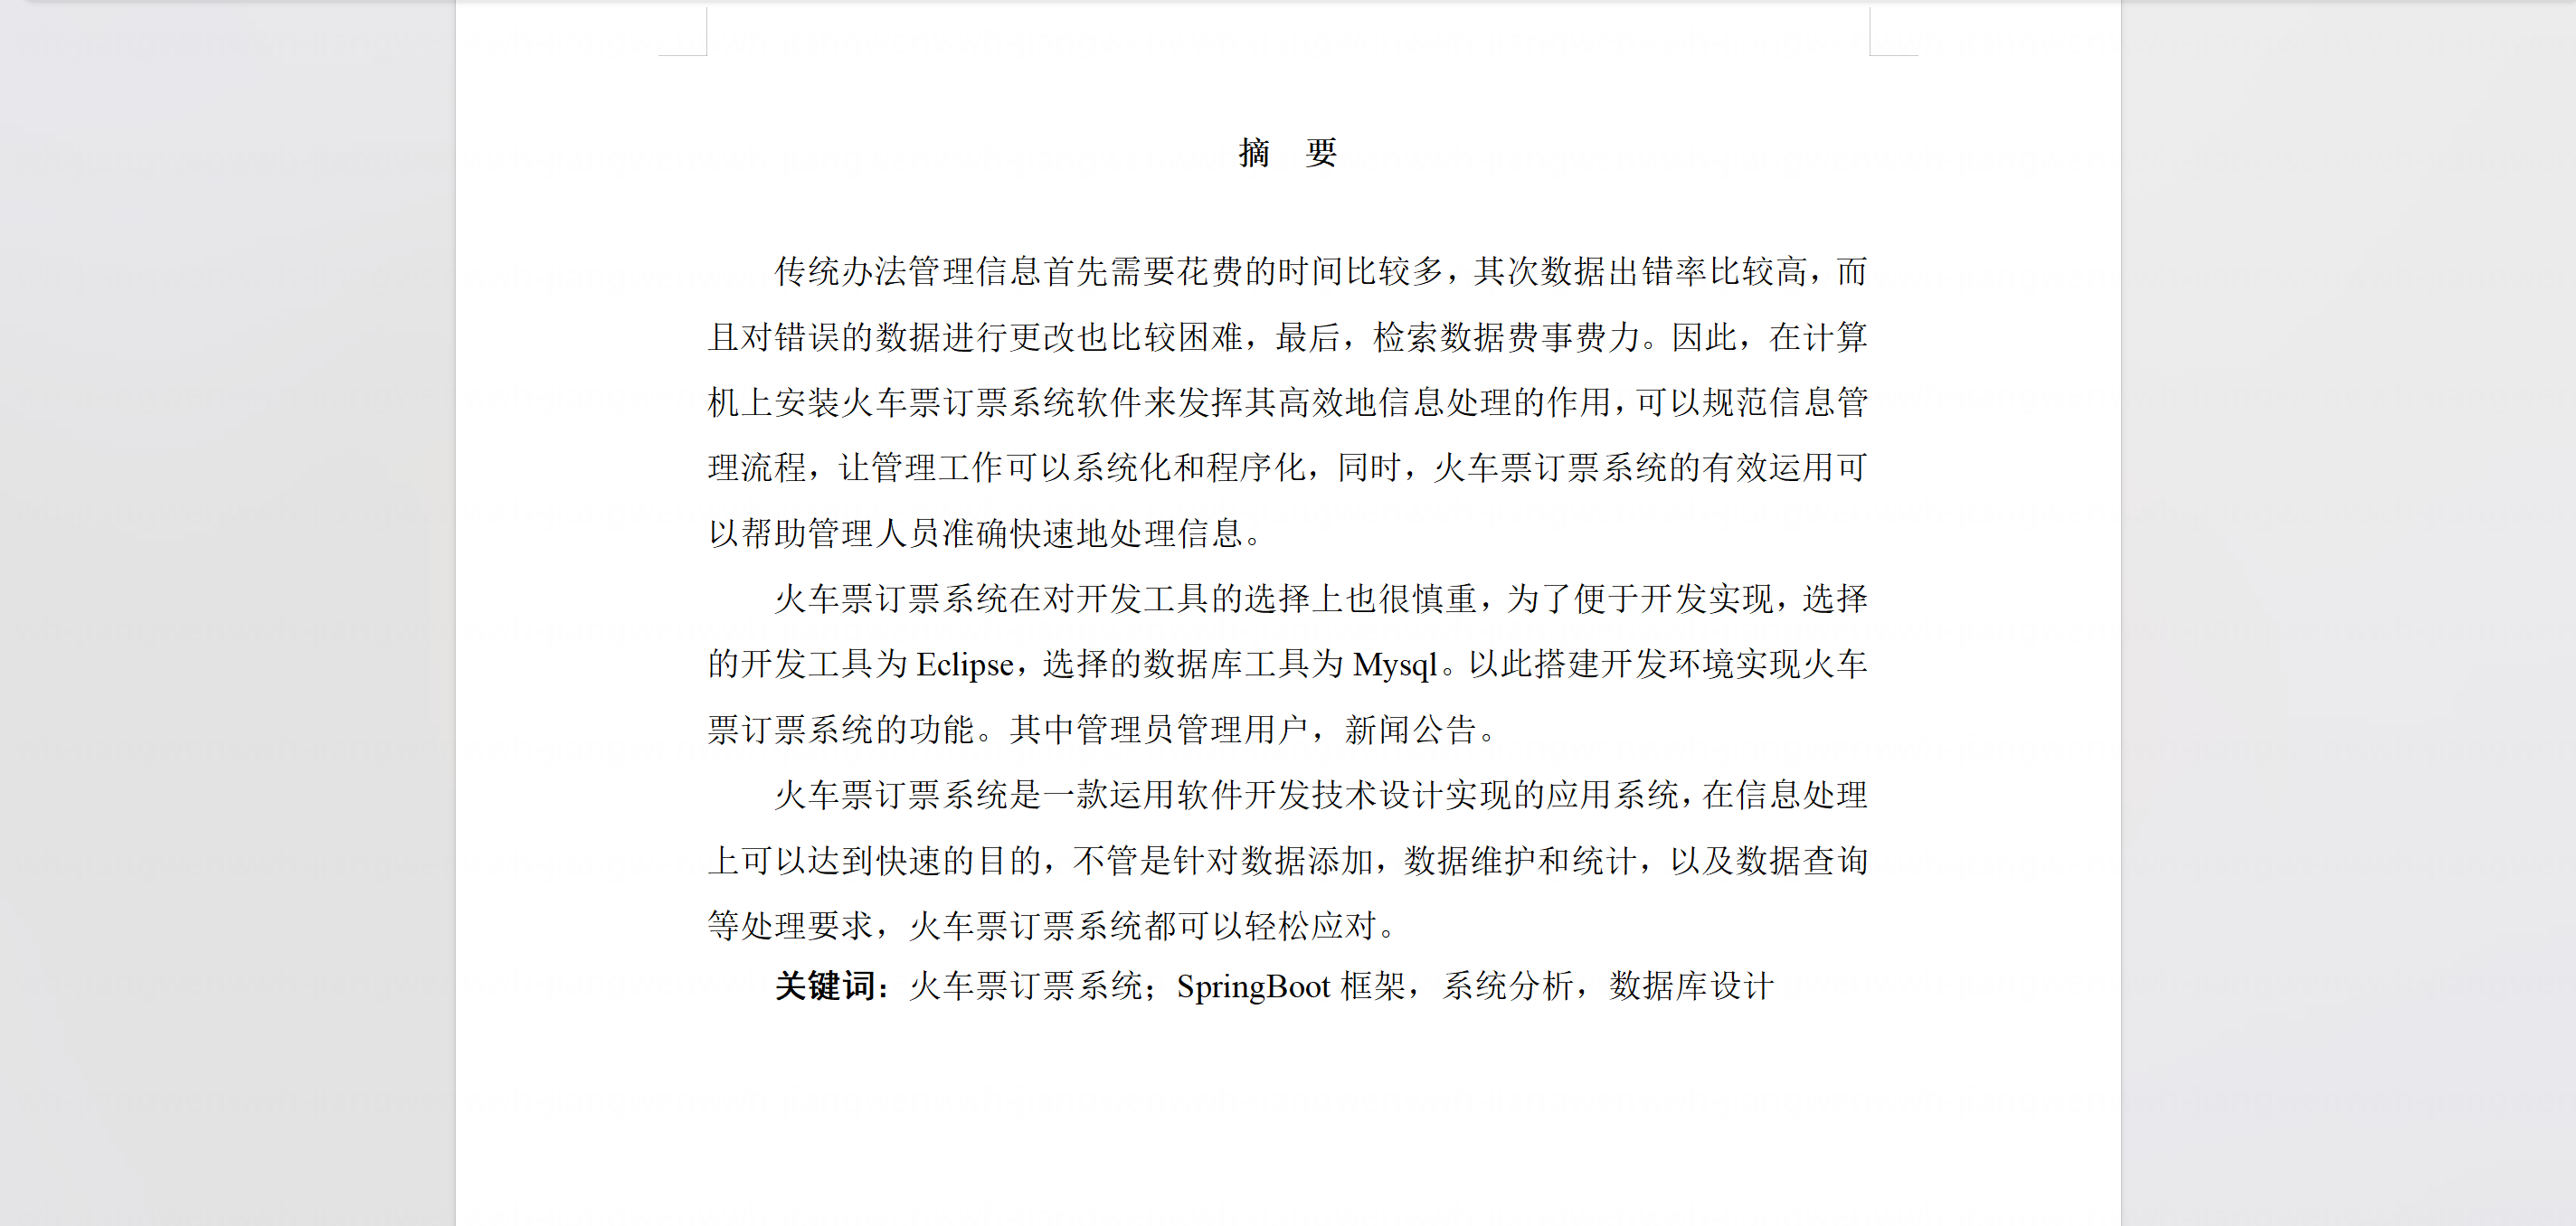 摘 要
传统办法管理信息首先需要花费的时间比较多，其次数据出错率比较高，而
且对错误的数据进行更改也比较困难，最后，检索数据费事费力。因此，在计算
机上安装火车票订票系统软件来发挥其高效地信息处理的作用，可以规范信息管
理流程，让管理工作可以系统化和程序化，同时，火车票订票系统的有效运用可
以帮助管理人员准确快速地处理信息。
火车票订票系统在对开发工具的选择上也很慎重，为了便于开发实现，选择
的开发工具为 Eclipse，选择的数据库工具为 Mysql。以此搭建开发环境实现火车
票订票系统的功能。其中管理员管理用户，新闻公告。
火车票订票系统是一款运用软件开发技术设计实现的应用系统，在信息处理
上可以达到快速的目的，不管是针对数据添加，数据维护和统计，以及数据查询
等处理要求，火车票订票系统都可以轻松应对。
关键词：火车票订票系统；SpringBoot 框架，系统分析，数据库设计